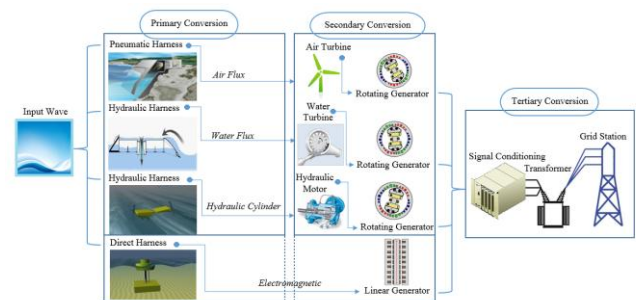 Primary Conversion
Secondary Conversion
Tertiary Conversion
Input Wave
Pneumatic Harness
Air Flux
Air Turbine
Rotating Generator
Hydraulic Harness
Water Flux
Water
Turbine
Rotating Generator
Hydraulic Harness
Hydraulic Cylinder
Hydraulic
Motor
Rotating Generator
Direct Harness
Electromagnetic
Linear Generator
Signal Conditioning
Transformer
Grid Station